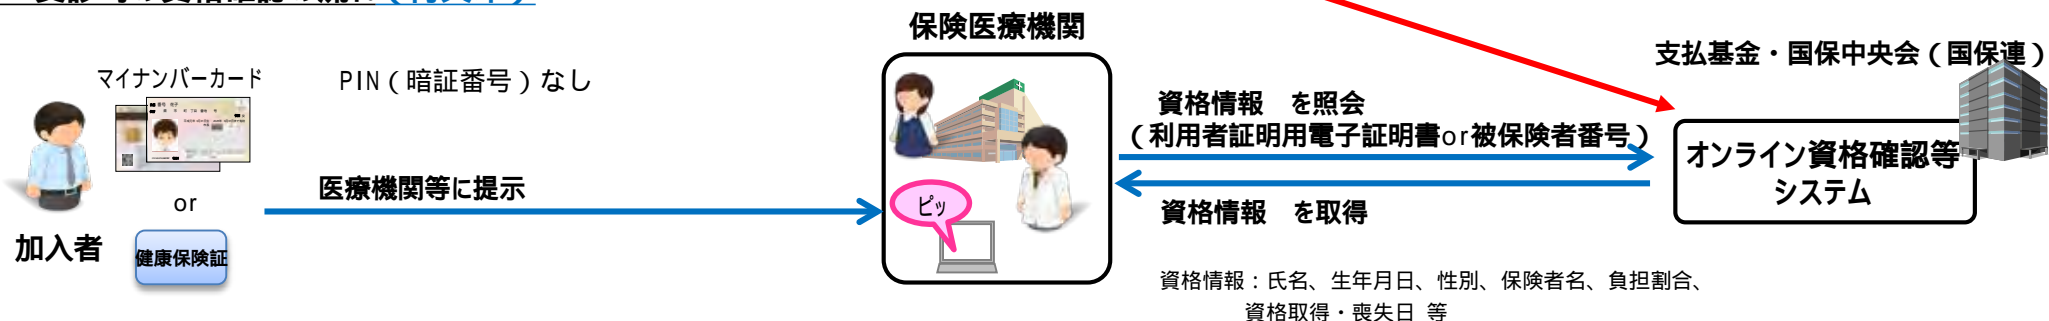 保険医療機関
支払基金・国保中央会（国保連）
マイナンバーカード
PIN（暗証番号）なし
資格情報　を照会
（利用者証明用電子証明書or被保険者番号）
オンライン資格確認等
システム
医療機関等に提示
or
ピッ
資格情報　を取得
加入者
健康保険証
資格情報：氏名、生年月日、性別、保険者名、負担割合、
資格取得・喪失日 等